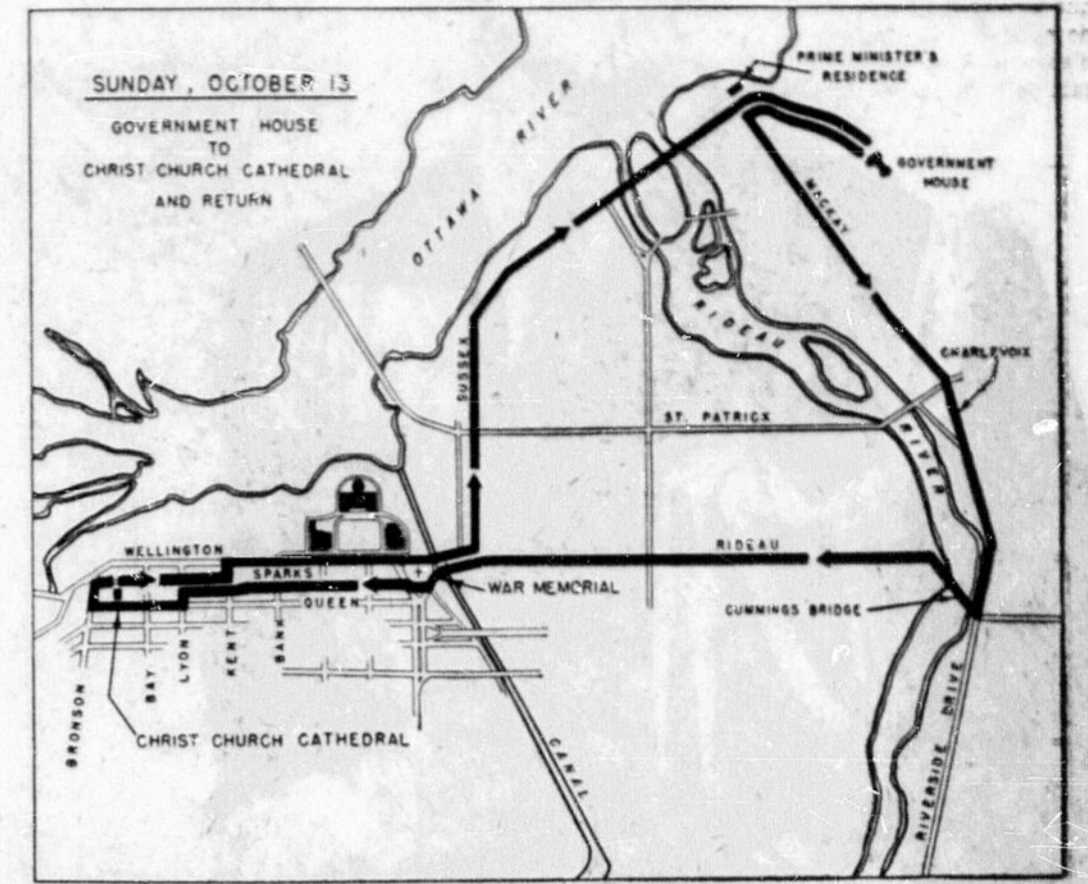 SUNDAY, OCTOBER 13
GOVERNMENT HOUSE
TO
CHRIST CHURCH CATHEDRAL
AND RETURN
OTTAWA RIVER
PRIME MINISTER'S
RESIDENCE
GOVERNMENT
HOUSE
MACKAY
RIDEAU
RIVER
CHARLEVOIX
SUSSEX
ST. PATRICK
WELLINGTON
SPARKS
QUEEN
RIDEAU
WAR MEMORIAL
CUMMINGS BRIDGE
BRONSON
BAY
LYON
KENT
BANK
CHRIST CHURCH CATHEDRAL
CANAL
RIVERSIDE DRIVE